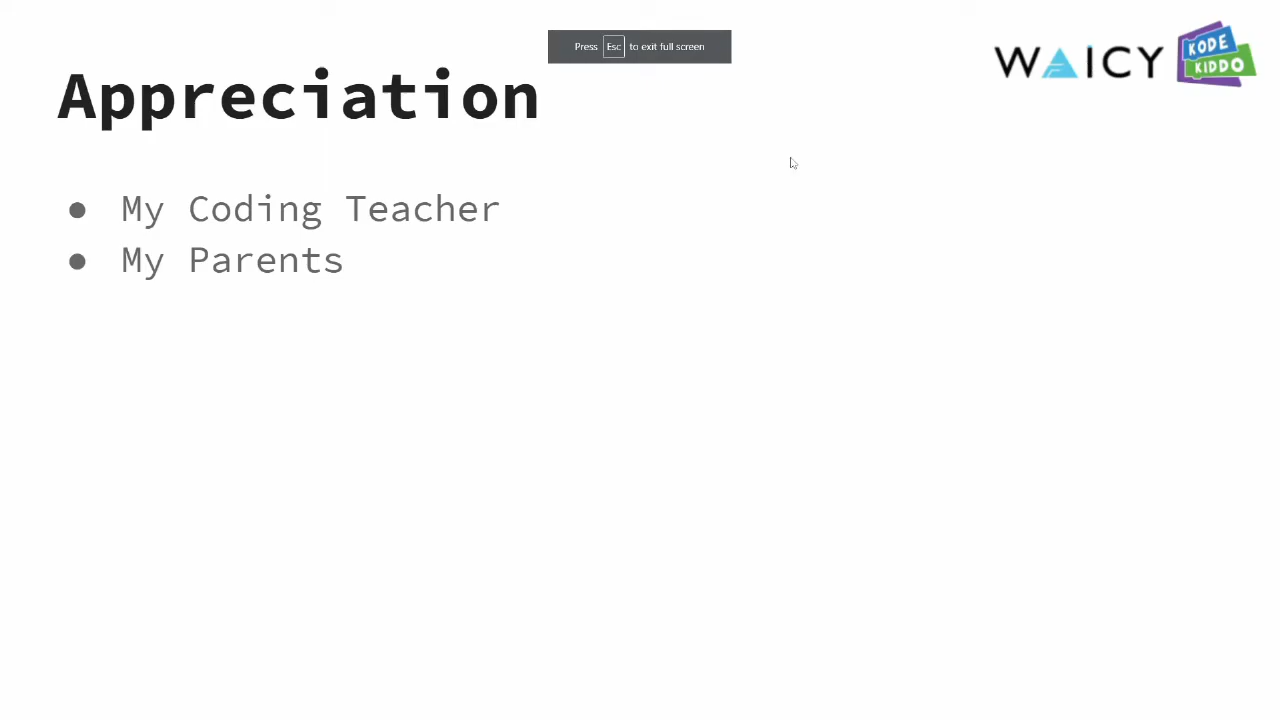 Press Esc to exit full screen
WAICY KODE KIDDO
Appreciation
● My Coding Teacher
● My Parents